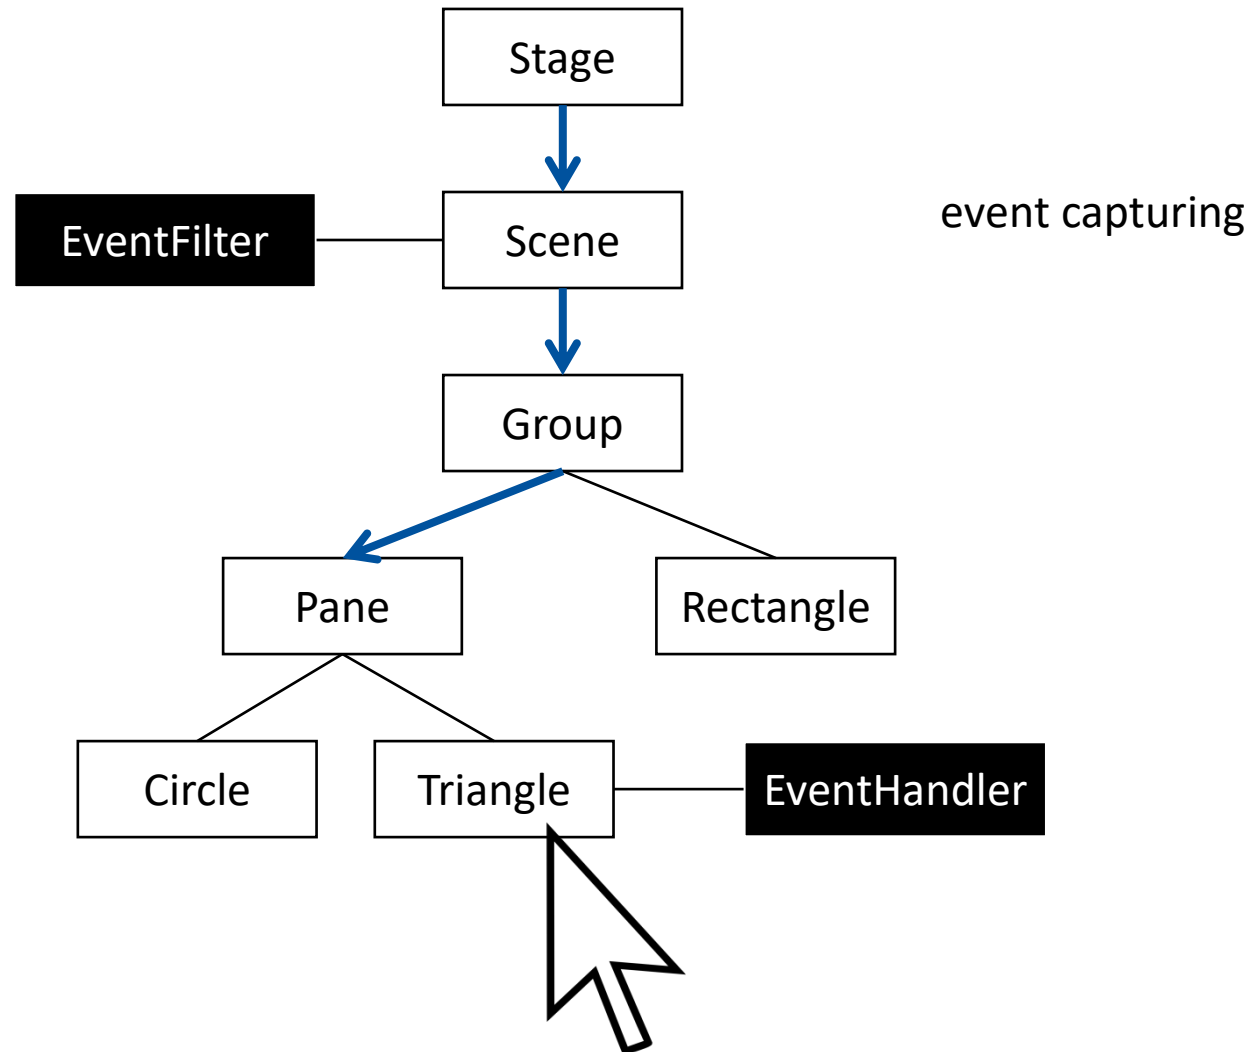 Stage
EventFilter
Scene
event capturing
Group
Pane
Rectangle
Circle
Triangle
EventHandler